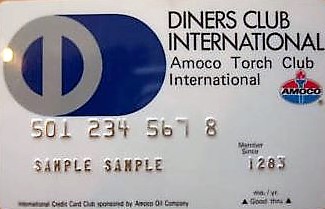 DINERS CLUB
INTERNATIONAL
Amoco Torch Club
International
AMOCO
501 234 567 8
Member
Since
SAMPLE SAMPLE
1283
mo. / yr.
International Credit Card Club sponsored by Amoco Oil Company
▲ Good thru ▲